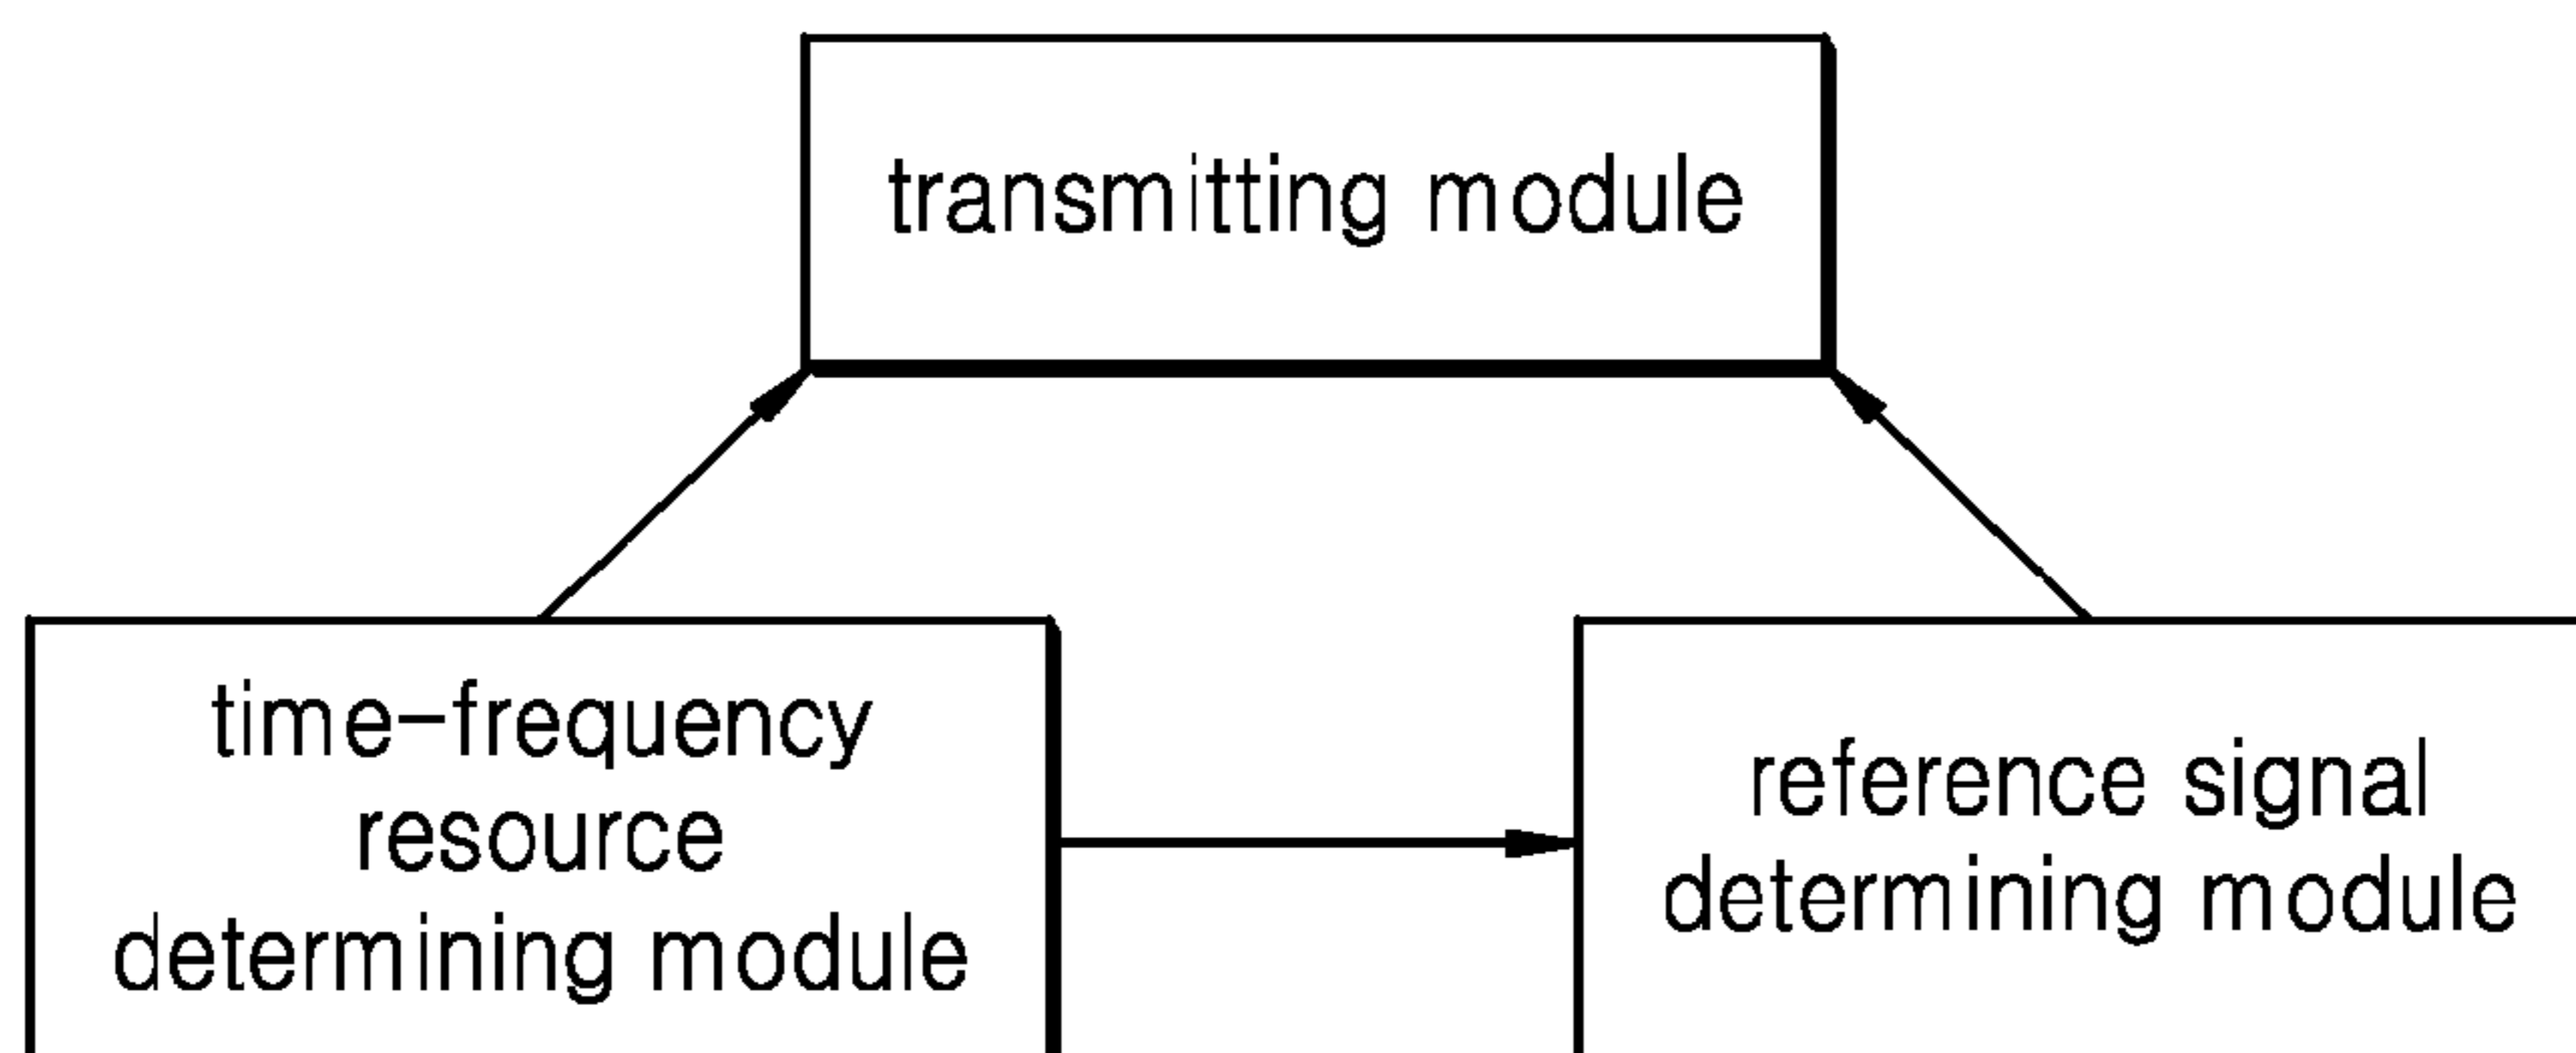 transmitting module
time-frequency
resource
determining module
reference signal
determining module